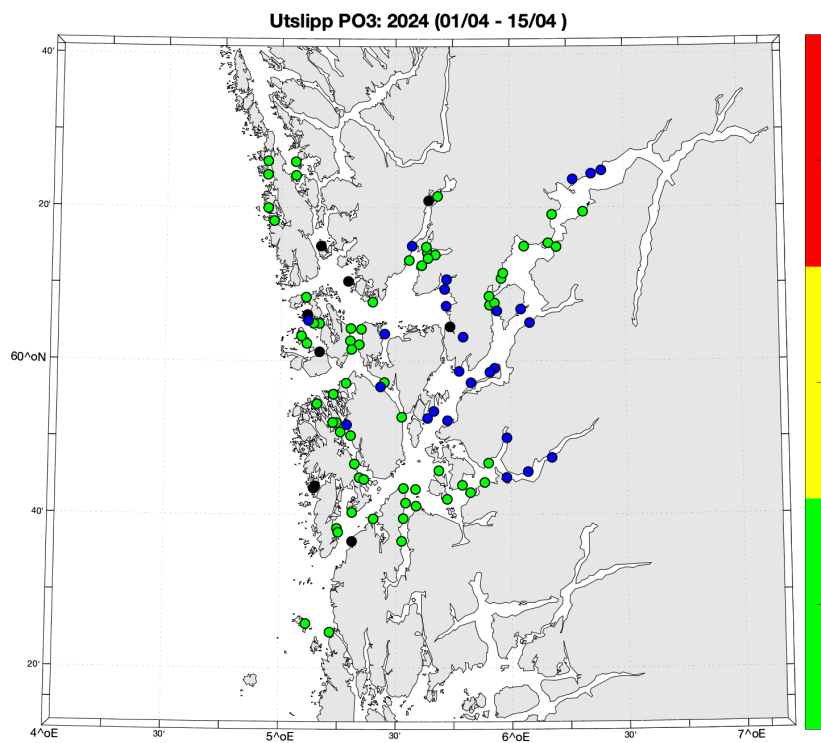 Utslipp PO3: 2024 (01/04 - 15/04 )
40'
20'
60^oN
40'
20'
4^oE
30'
5^oE
30'
6^oE
30'
7^oE